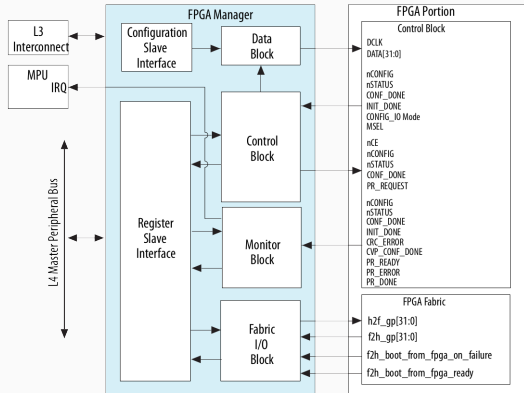 FPGA Manager
FPGA Portion
L3
Interconnect
Configuration
Slave
Interface
Data
Block
Control Block
DCLK
DATA[31:0]
MPU
IRQ
nCONFIG
nSTATUS
CONF_DONE
INIT_DONE
CONFIG_IO Mode
MSEL
Control
Block
nCE
nCONFIG
nSTATUS
CONF_DONE
PR_REQUEST
L4 Master Peripheral Bus
Register
Slave
Interface
Monitor
Block
nCONFIG
nSTATUS
CONF_DONE
INIT_DONE
CRC_ERROR
CVP_CONF_DONE
PR_READY
PR_ERROR
PR_DONE
FPGA Fabric
Fabric
I/O
Block
h2f_gp[31:0]
f2h_gp[31:0]
f2h_boot_from_fpga_on_failure
f2h_boot_from_fpga_ready